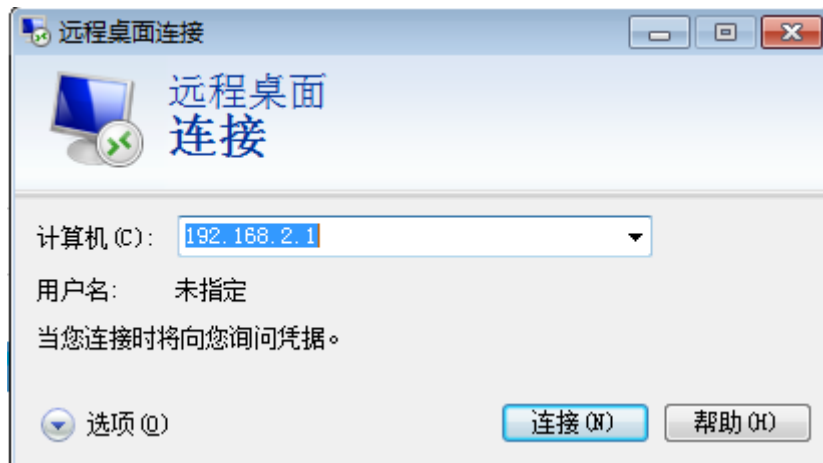 远程桌面连接
远程桌面
连接
计算机(C): 192.168.2.1
用户名: 未指定
当您连接时将向您询问凭据。
选项(O) 连接(N) 帮助(H)